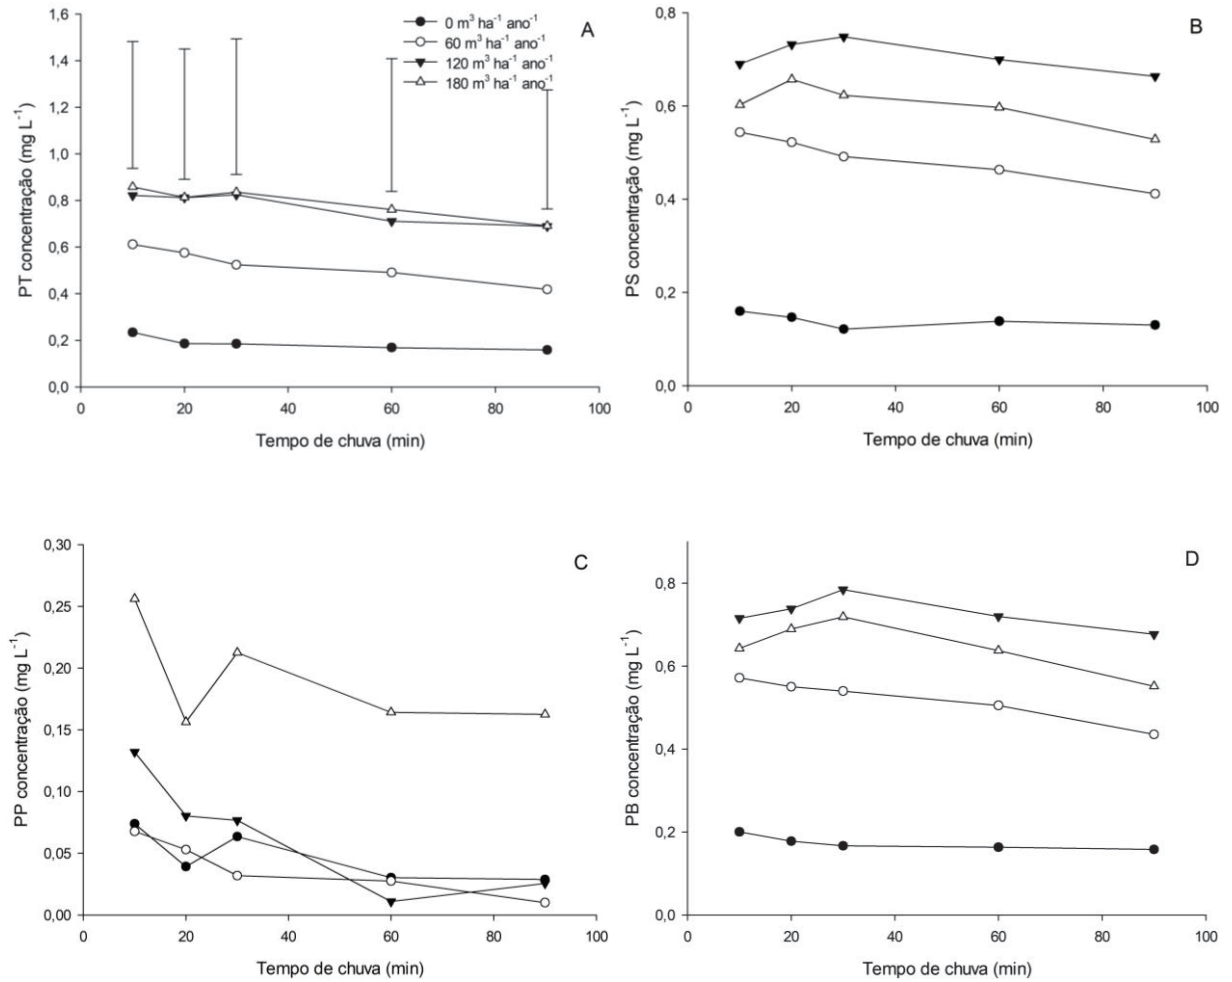 A
0 m³ ha⁻¹ ano⁻¹
60 m³ ha⁻¹ ano⁻¹
120 m³ ha⁻¹ ano⁻¹
180 m³ ha⁻¹ ano⁻¹
PT concentração (mg L⁻¹)
1,6
1,4
1,2
1,0
0,8
0,6
0,4
0,2
0,0
0 20 40 60 80 100
Tempo de chuva (min)
B
PS concentração (mg L⁻¹)
0,8
0,6
0,4
0,2
0,0
0 20 40 60 80 100
Tempo de chuva (min)
C
PP concentração (mg L⁻¹)
0,30
0,25
0,20
0,15
0,10
0,05
0,00
0 20 40 60 80 100
Tempo de chuva (min)
D
PB concentração (mg L⁻¹)
0,8
0,6
0,4
0,2
0,0
0 20 40 60 80 100
Tempo de chuva (min)